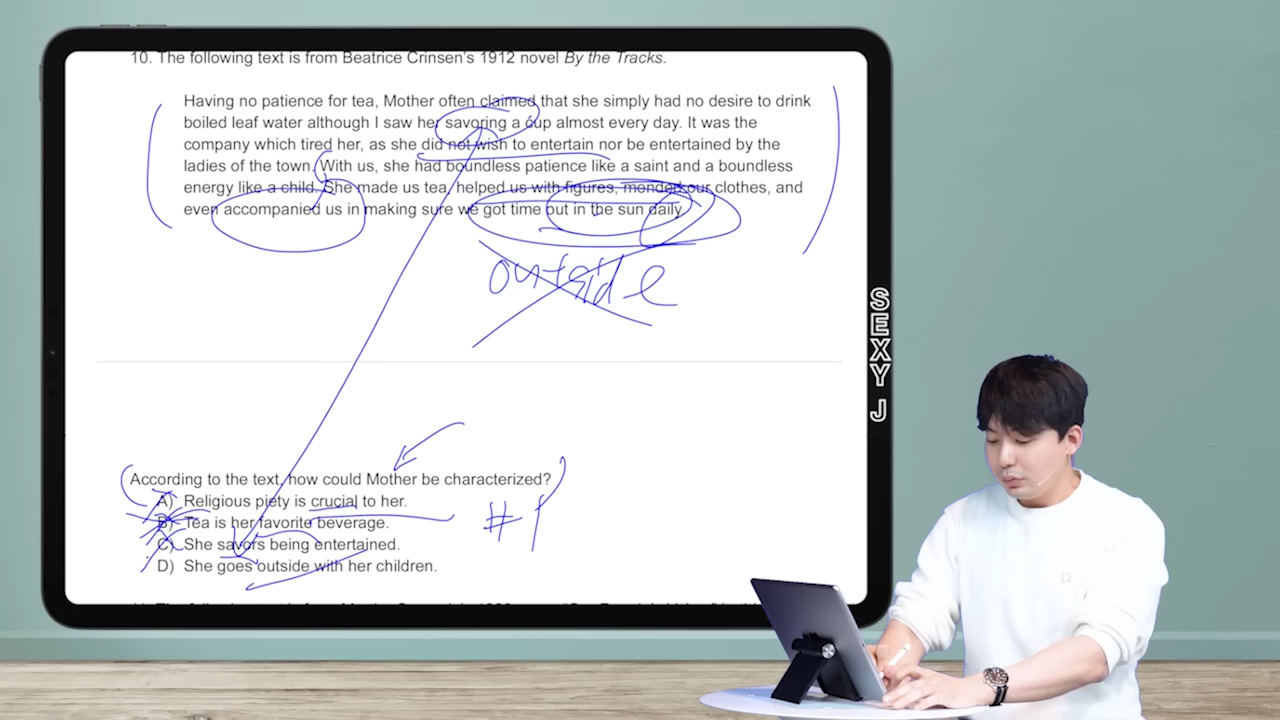 10. The following text is from Beatrice Crinsen's 1912 novel By the Tracks.
Having no patience for tea, Mother often claimed that she simply had no desire to drink
boiled leaf water although I saw her savoring a cup almost every day. It was the
company which tired her, as she did not wish to entertain nor be entertained by the
ladies of the town. With us, she had boundless patience like a saint and a boundless
energy like a child. She made us tea, helped us with figures, mended our clothes, and
even accompanied us in making sure we got time out in the sun daily.
outside
According to the text, how could Mother be characterized?
A) Religious piety is crucial to her.
B) Tea is her favorite beverage.
C) She savors being entertained.
D) She goes outside with her children.
#1
SEXY J